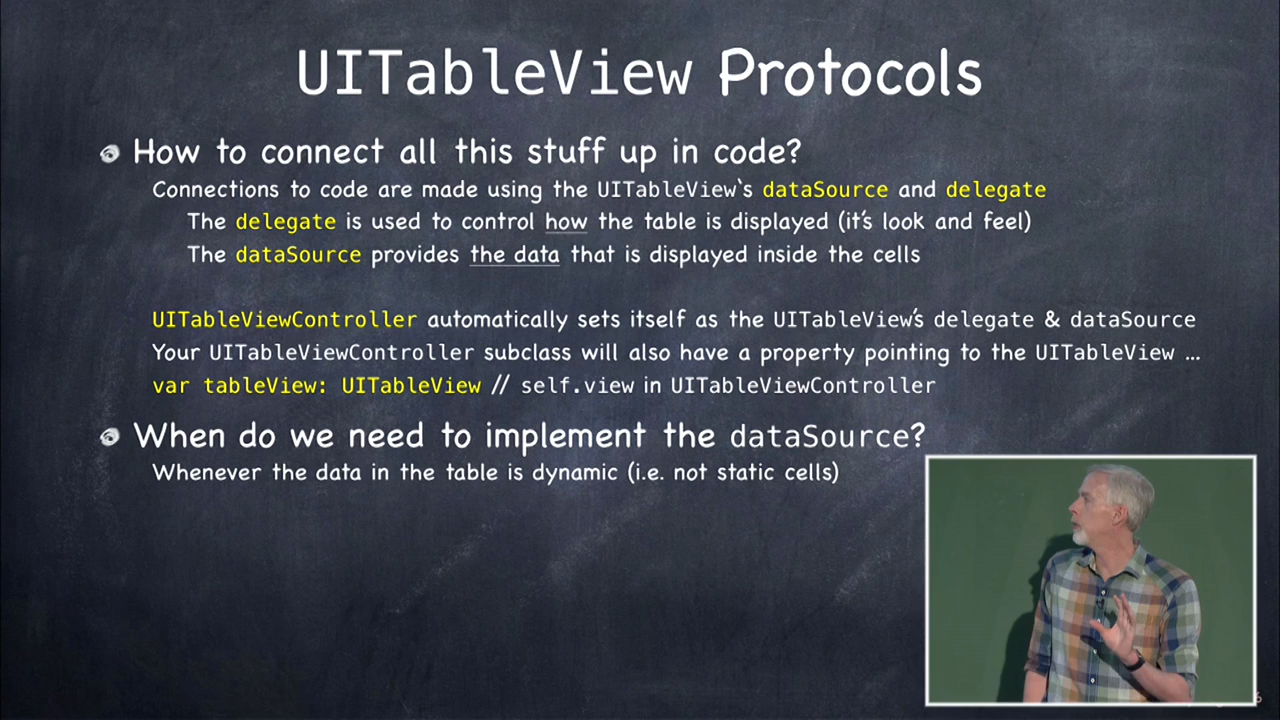 UITableView Protocols
How to connect all this stuff up in code?
Connections to code are made using the UITableView`s dataSource and delegate
The delegate is used to control how the table is displayed (it's look and feel)
The dataSource provides the data that is displayed inside the cells
UITableViewController automatically sets itself as the UITableView's delegate & dataSource
Your UITableViewController subclass will also have a property pointing to the UITableView ...
var tableView: UITableView // self.view in UITableViewController
When do we need to implement the dataSource?
Whenever the data in the table is dynamic (i.e. not static cells)